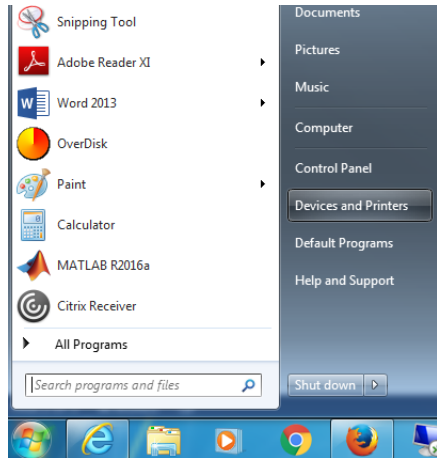 Snipping Tool
Adobe Reader XI
Word 2013
OverDisk
Paint
Calculator
MATLAB R2016a
Citrix Receiver
All Programs
Search programs and files
Documents
Pictures
Music
Computer
Control Panel
Devices and Printers
Default Programs
Help and Support
Shut down